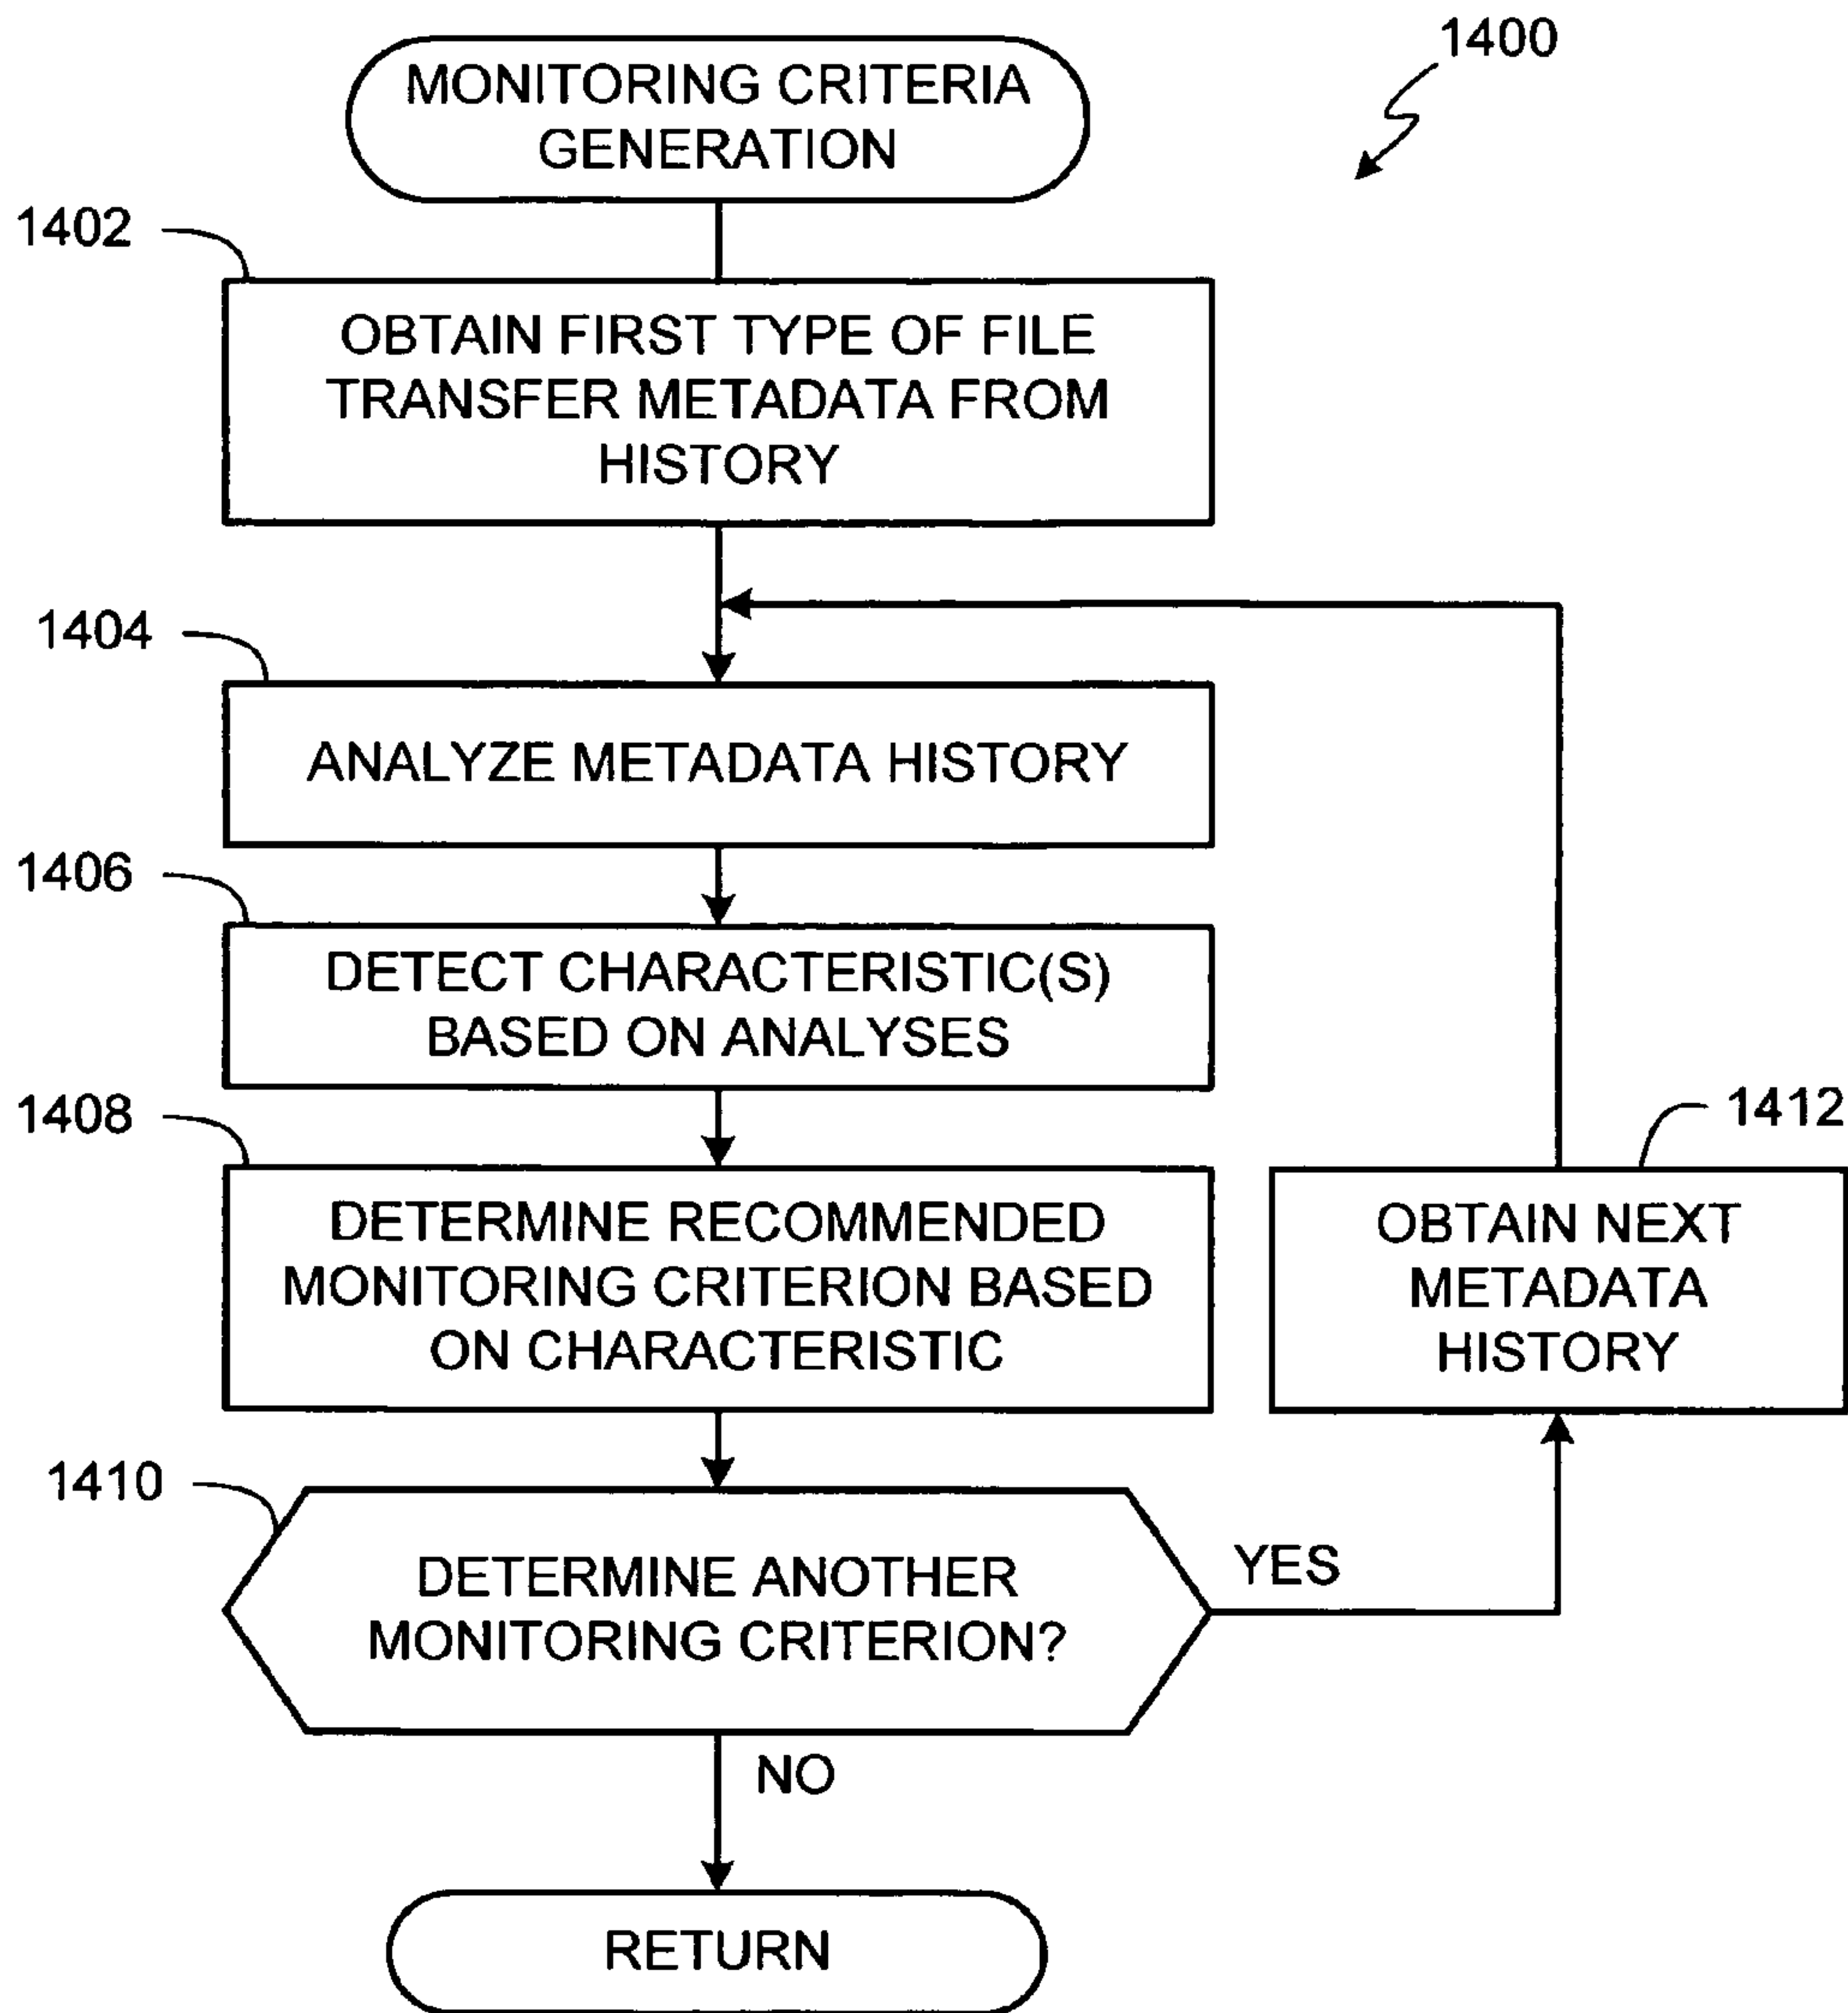 1400
MONITORING CRITERIA
GENERATION
1402
OBTAIN FIRST TYPE OF FILE
TRANSFER METADATA FROM
HISTORY
1404
ANALYZE METADATA HISTORY
1406
DETECT CHARACTERISTIC(S)
BASED ON ANALYSES
1408
DETERMINE RECOMMENDED
MONITORING CRITERION BASED
ON CHARACTERISTIC
1412
OBTAIN NEXT
METADATA
HISTORY
1410
DETERMINE ANOTHER
MONITORING CRITERION?
YES
NO
RETURN